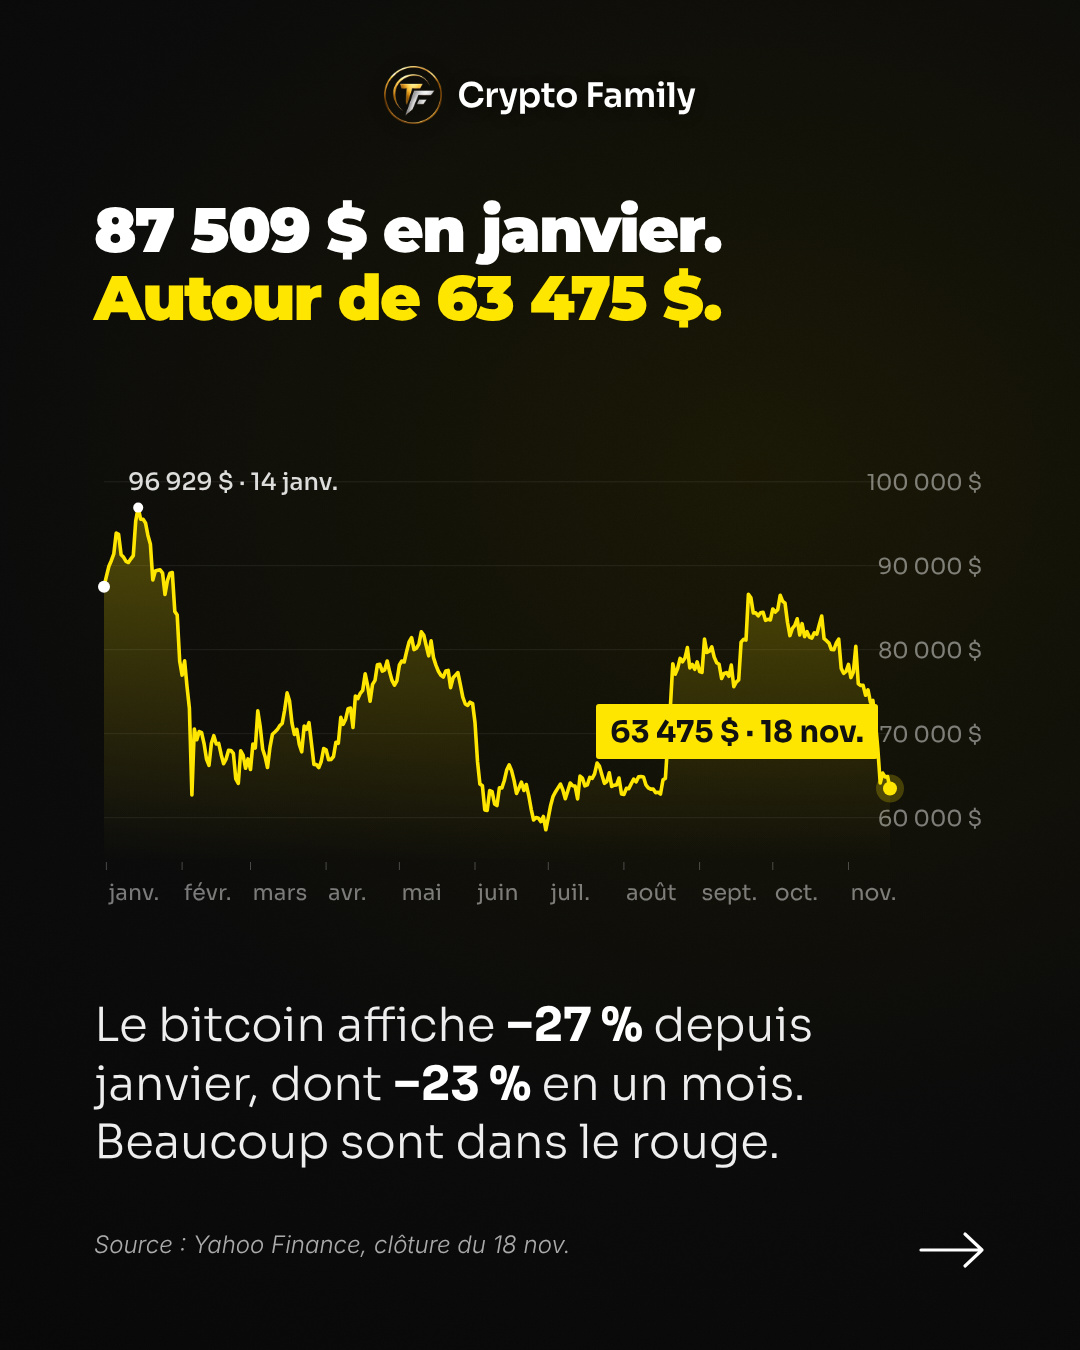 TF Crypto Family
87 509 $ en janvier.
Autour de 63 475 $.
96 929 $ · 14 janv.
100 000 $
90 000 $
80 000 $
63 475 $ · 18 nov.
70 000 $
60 000 $
janv. févr. mars avr. mai juin juil. août sept. oct. nov.
Le bitcoin affiche −27 % depuis
janvier, dont −23 % en un mois.
Beaucoup sont dans le rouge.
Source : Yahoo Finance, clôture du 18 nov.